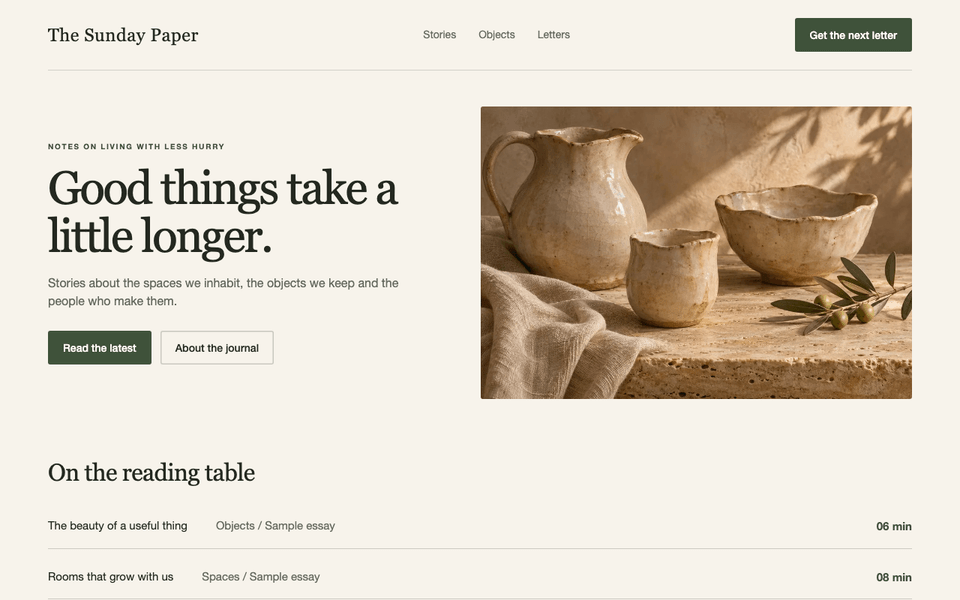 The Sunday Paper
Stories
Objects
Letters
Get the next letter
NOTES ON LIVING WITH LESS HURRY
Good things take a
little longer.
Stories about the spaces we inhabit, the objects we keep and the
people who make them.
Read the latest
About the journal
On the reading table
The beauty of a useful thing
Objects / Sample essay
06 min
Rooms that grow with us
Spaces / Sample essay
08 min